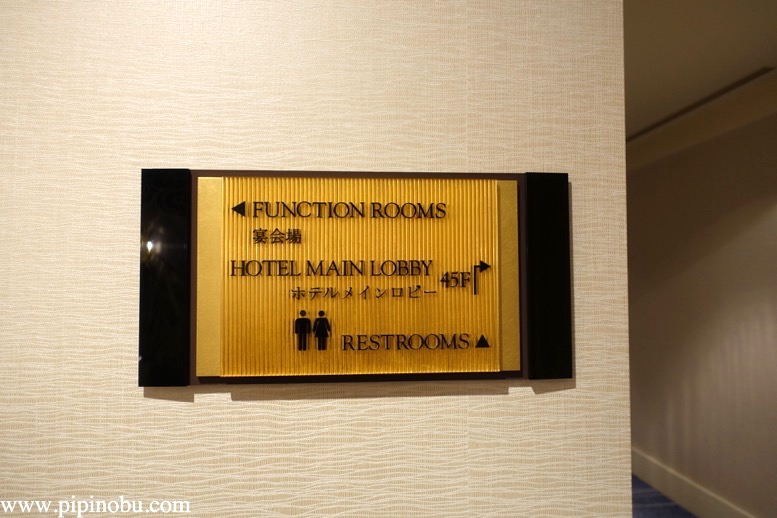 FUNCTION ROOMS
宴会場
HOTEL MAIN LOBBY 45F
ホテルメインロビー
RESTROOMS
www.pipinobu.com